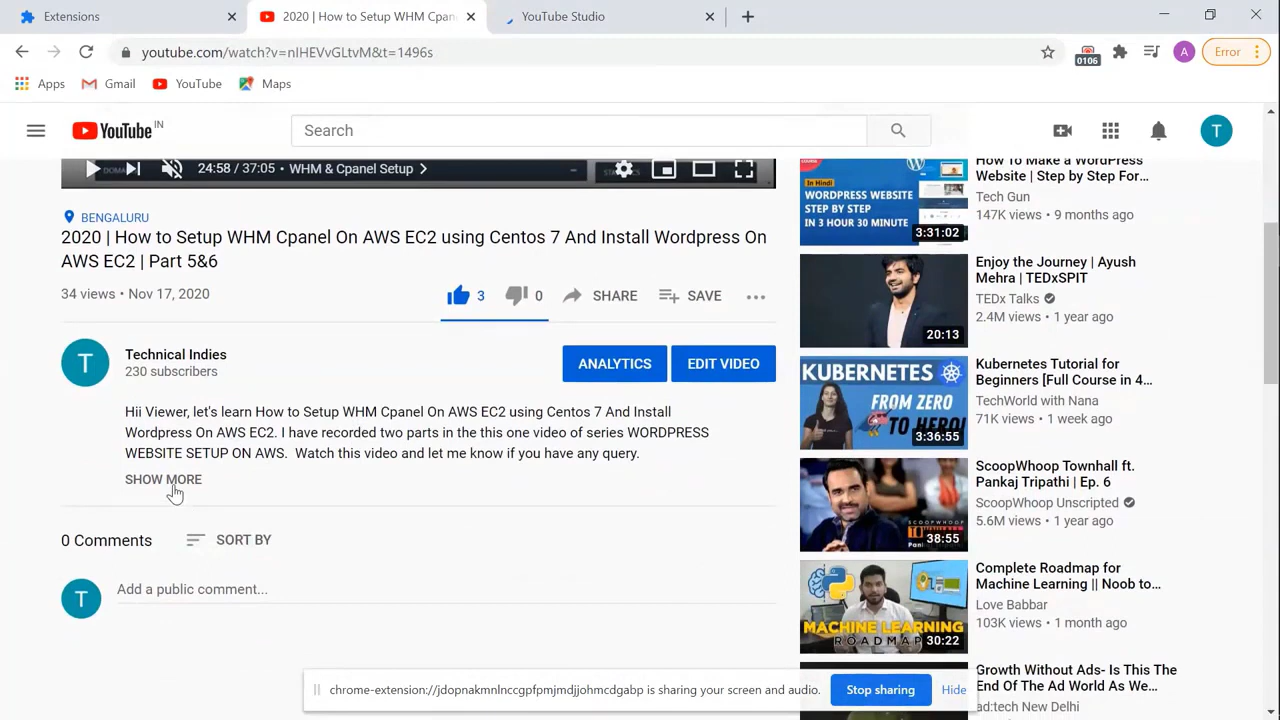 Extensions
2020 | How to Setup WHM Cpan
YouTube Studio
youtube.com/watch?v=nIHEVvGLtvM&t=1496s
0106
A
Error
Apps
Gmail
YouTube
Maps
YouTube IN
Search
T
24:58 / 37:05 • WHM & Cpanel Setup
BENGALURU
2020 | How to Setup WHM Cpanel On AWS EC2 using Centos 7 And Install Wordpress On
AWS EC2 | Part 5&6
34 views • Nov 17, 2020
3
0
SHARE
SAVE
T
Technical Indies
230 subscribers
ANALYTICS
EDIT VIDEO
Hii Viewer, let's learn How to Setup WHM Cpanel On AWS EC2 using Centos 7 And Install
Wordpress On AWS EC2. I have recorded two parts in the this one video of series WORDPRESS
WEBSITE SETUP ON AWS. Watch this video and let me know if you have any query.
SHOW MORE
0 Comments
SORT BY
T
Add a public comment...
In Hindi
WORDPRESS WEBSITE
STEP BY STEP
IN 3 HOUR 30 MINUTE
3:31:02
How To Make a WordPress
Website | Step by Step For...
Tech Gun
147K views • 9 months ago
20:13
Enjoy the Journey | Ayush
Mehra | TEDxSPIT
TEDx Talks
2.4M views • 1 year ago
KUBERNETES
FROM ZERO
TO HERO!
3:36:55
Kubernetes Tutorial for
Beginners [Full Course in 4...
TechWorld with Nana
71K views • 1 week ago
SCOOPWHOOP
38:55
ScoopWhoop Townhall ft.
Pankaj Tripathi | Ep. 6
ScoopWhoop Unscripted
5.6M views • 1 year ago
MACHINE LEARNING
ROADMAP
30:22
Complete Roadmap for
Machine Learning || Noob to...
Love Babbar
103K views • 1 month ago
Growth Without Ads- Is This The
End Of The Ad World As We...
ad:tech New Delhi
chrome-extension://jdopnakmnlnccgpfpmjmdjjohmcdgabp is sharing your screen and audio.
Stop sharing
Hide